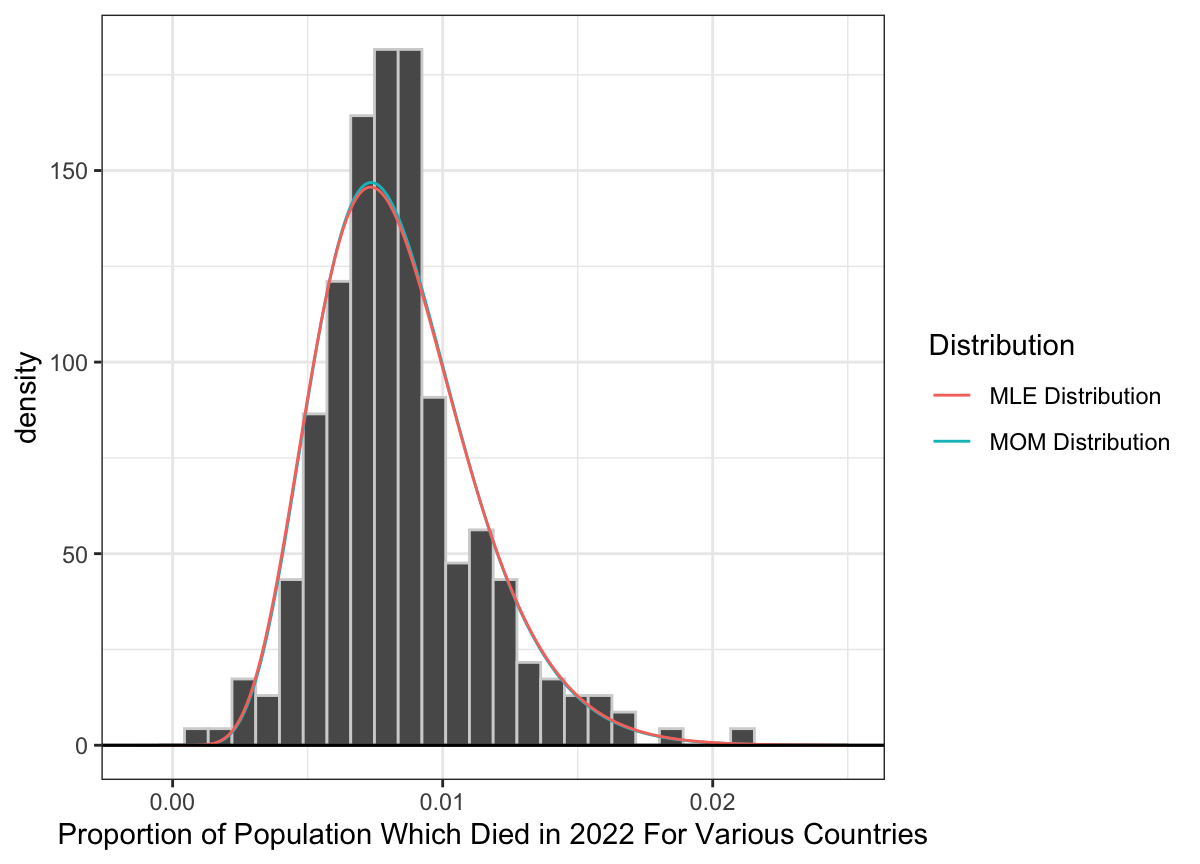 150
100
50
0
density
0.00
0.01
0.02
Proportion of Population Which Died in 2022 For Various Countries
Distribution
MLE Distribution
MOM Distribution